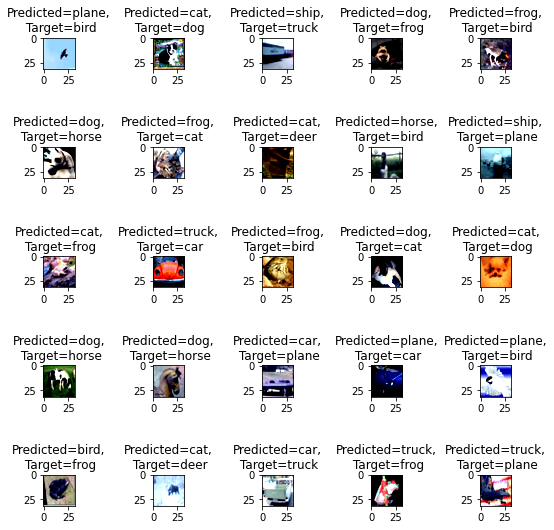 Predicted=plane,
Target=bird
Predicted=cat,
Target=dog
Predicted=ship,
Target=truck
Predicted=dog,
Target=frog
Predicted=frog,
Target=bird
0
25
0 25
0
25
0 25
0
25
0 25
0
25
0 25
0
25
0 25
Predicted=dog,
Target=horse
Predicted=frog,
Target=cat
Predicted=cat,
Target=deer
Predicted=horse,
Target=bird
Predicted=ship,
Target=plane
0
25
0 25
0
25
0 25
0
25
0 25
0
25
0 25
0
25
0 25
Predicted=cat,
Target=frog
Predicted=truck,
Target=car
Predicted=frog,
Target=bird
Predicted=dog,
Target=cat
Predicted=cat,
Target=dog
0
25
0 25
0
25
0 25
0
25
0 25
0
25
0 25
0
25
0 25
Predicted=dog,
Target=horse
Predicted=dog,
Target=horse
Predicted=car,
Target=plane
Predicted=plane,
Target=car
Predicted=plane,
Target=bird
0
25
0 25
0
25
0 25
0
25
0 25
0
25
0 25
0
25
0 25
Predicted=bird,
Target=frog
Predicted=cat,
Target=deer
Predicted=car,
Target=truck
Predicted=truck,
Target=frog
Predicted=truck,
Target=plane
0
25
0 25
0
25
0 25
0
25
0 25
0
25
0 25
0
25
0 25